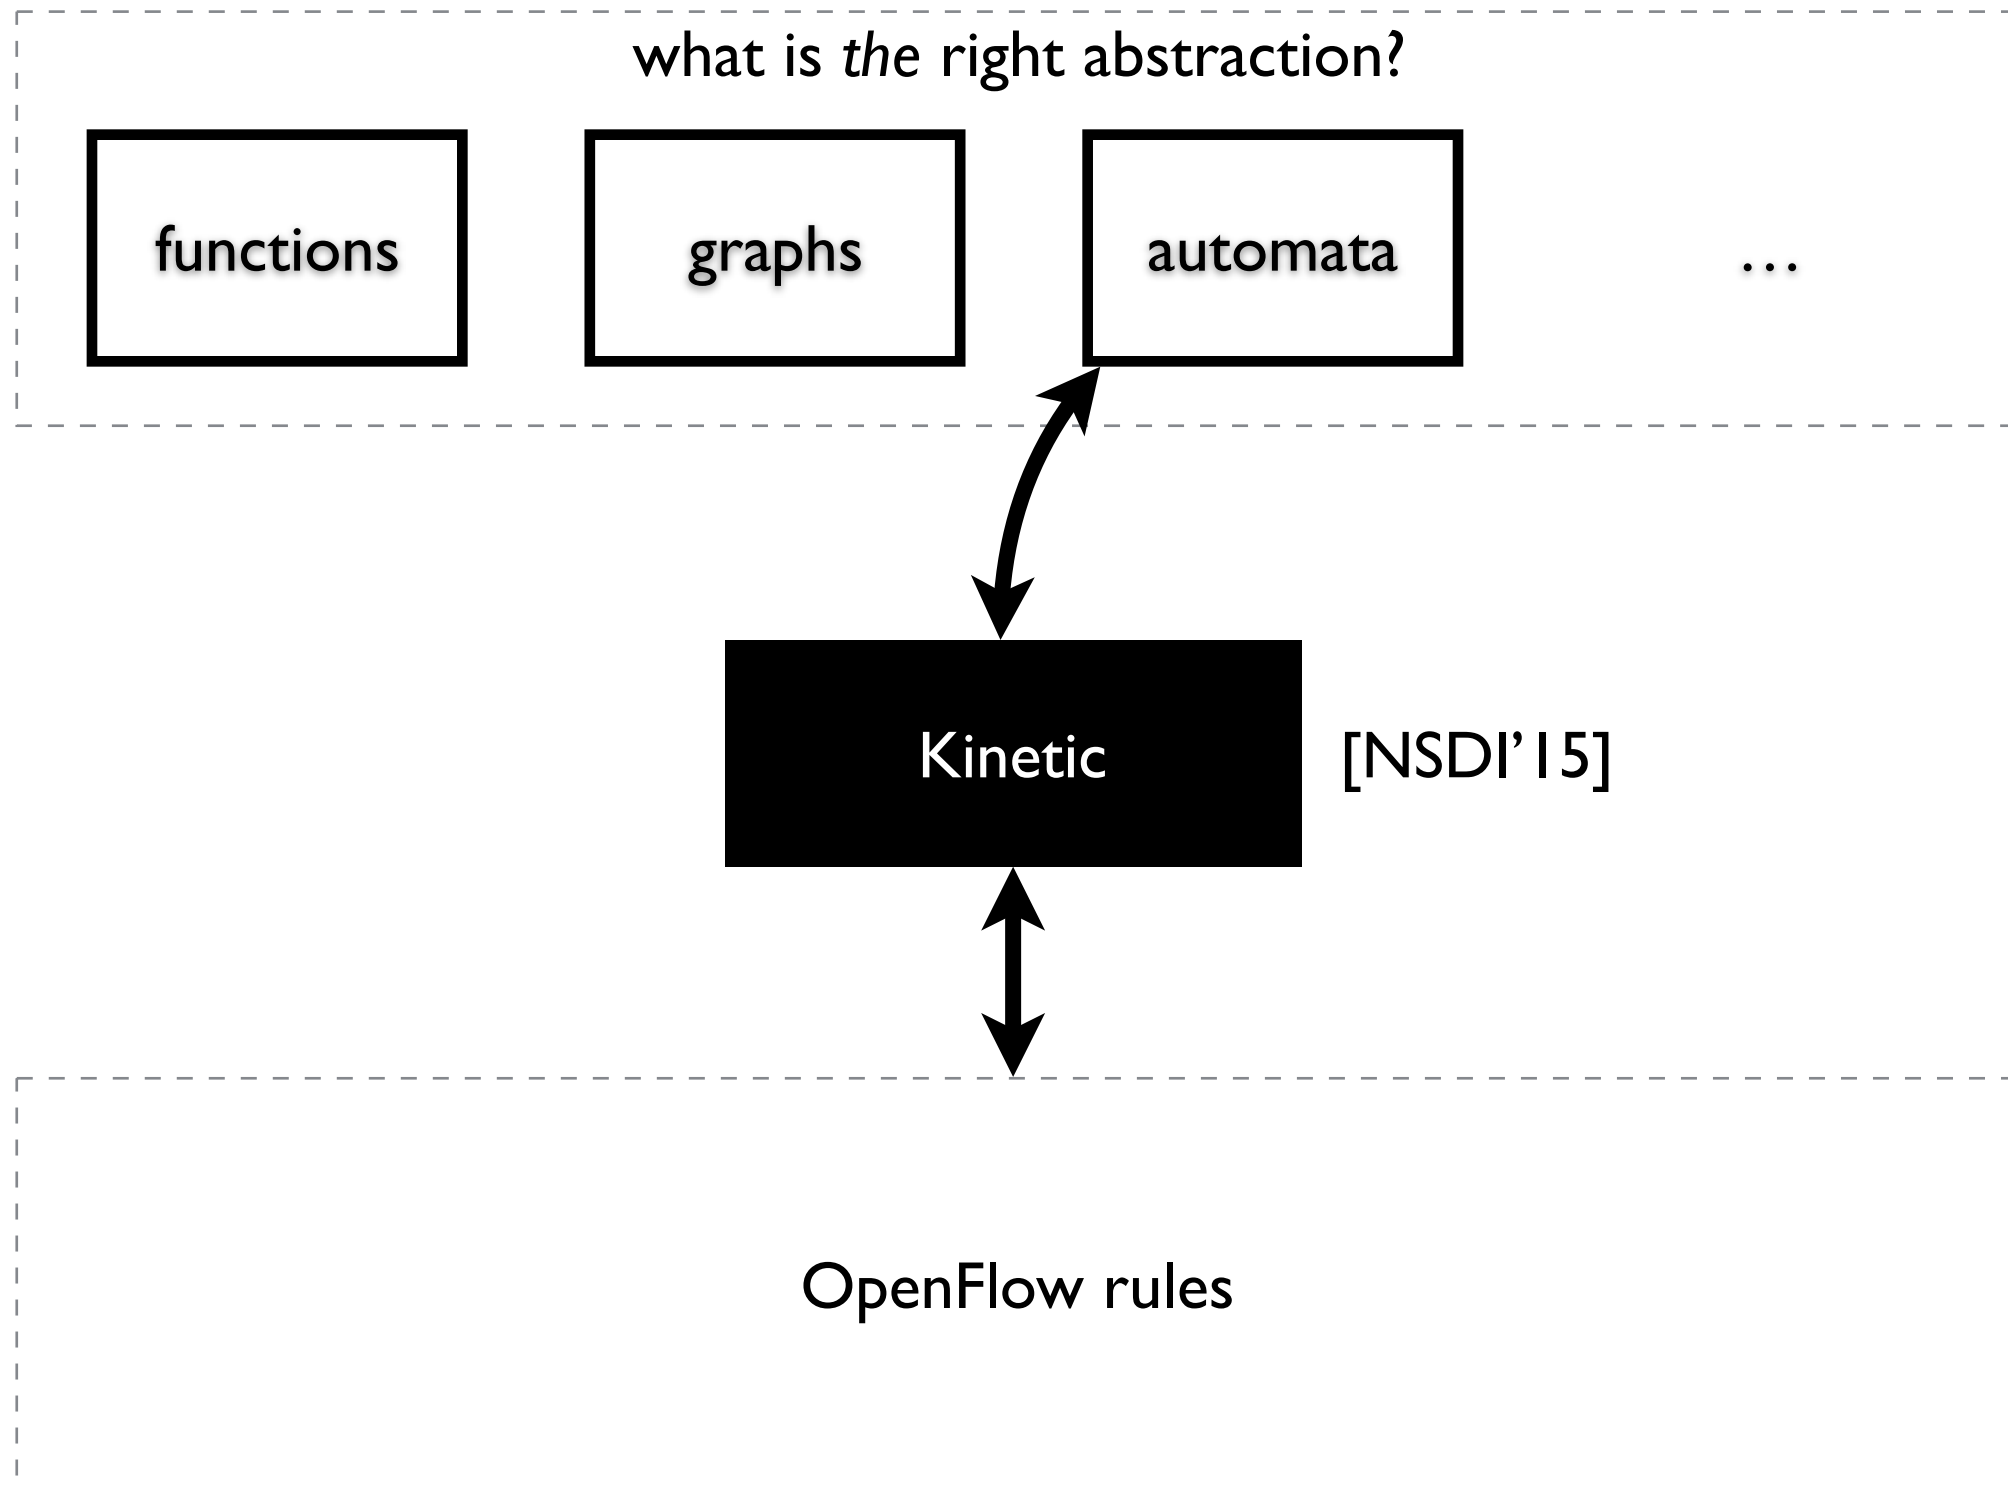 what is the right abstraction?
functions
graphs
automata
…
Kinetic
[NSDI’15]
OpenFlow rules